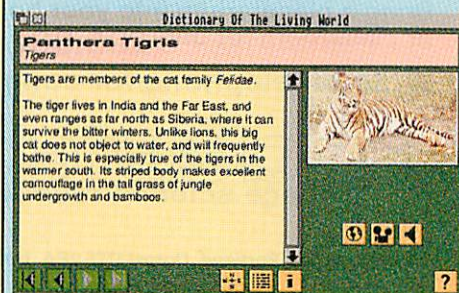 Dictionary Of The Living World
Panthera Tigris
Tigers
Tigers are members of the cat family Felidae.
The tiger lives in India and the Far East, and
even ranges as far north as Siberia, where it can
survive the bitter winters. Unlike lions, this big
cat does not object to water, and will frequently
bathe. This is especially true of the tigers in the
warmer south. Its striped body makes excellent
camouflage in the tall grass of jungle
undergrowth and bamboos.
i
?